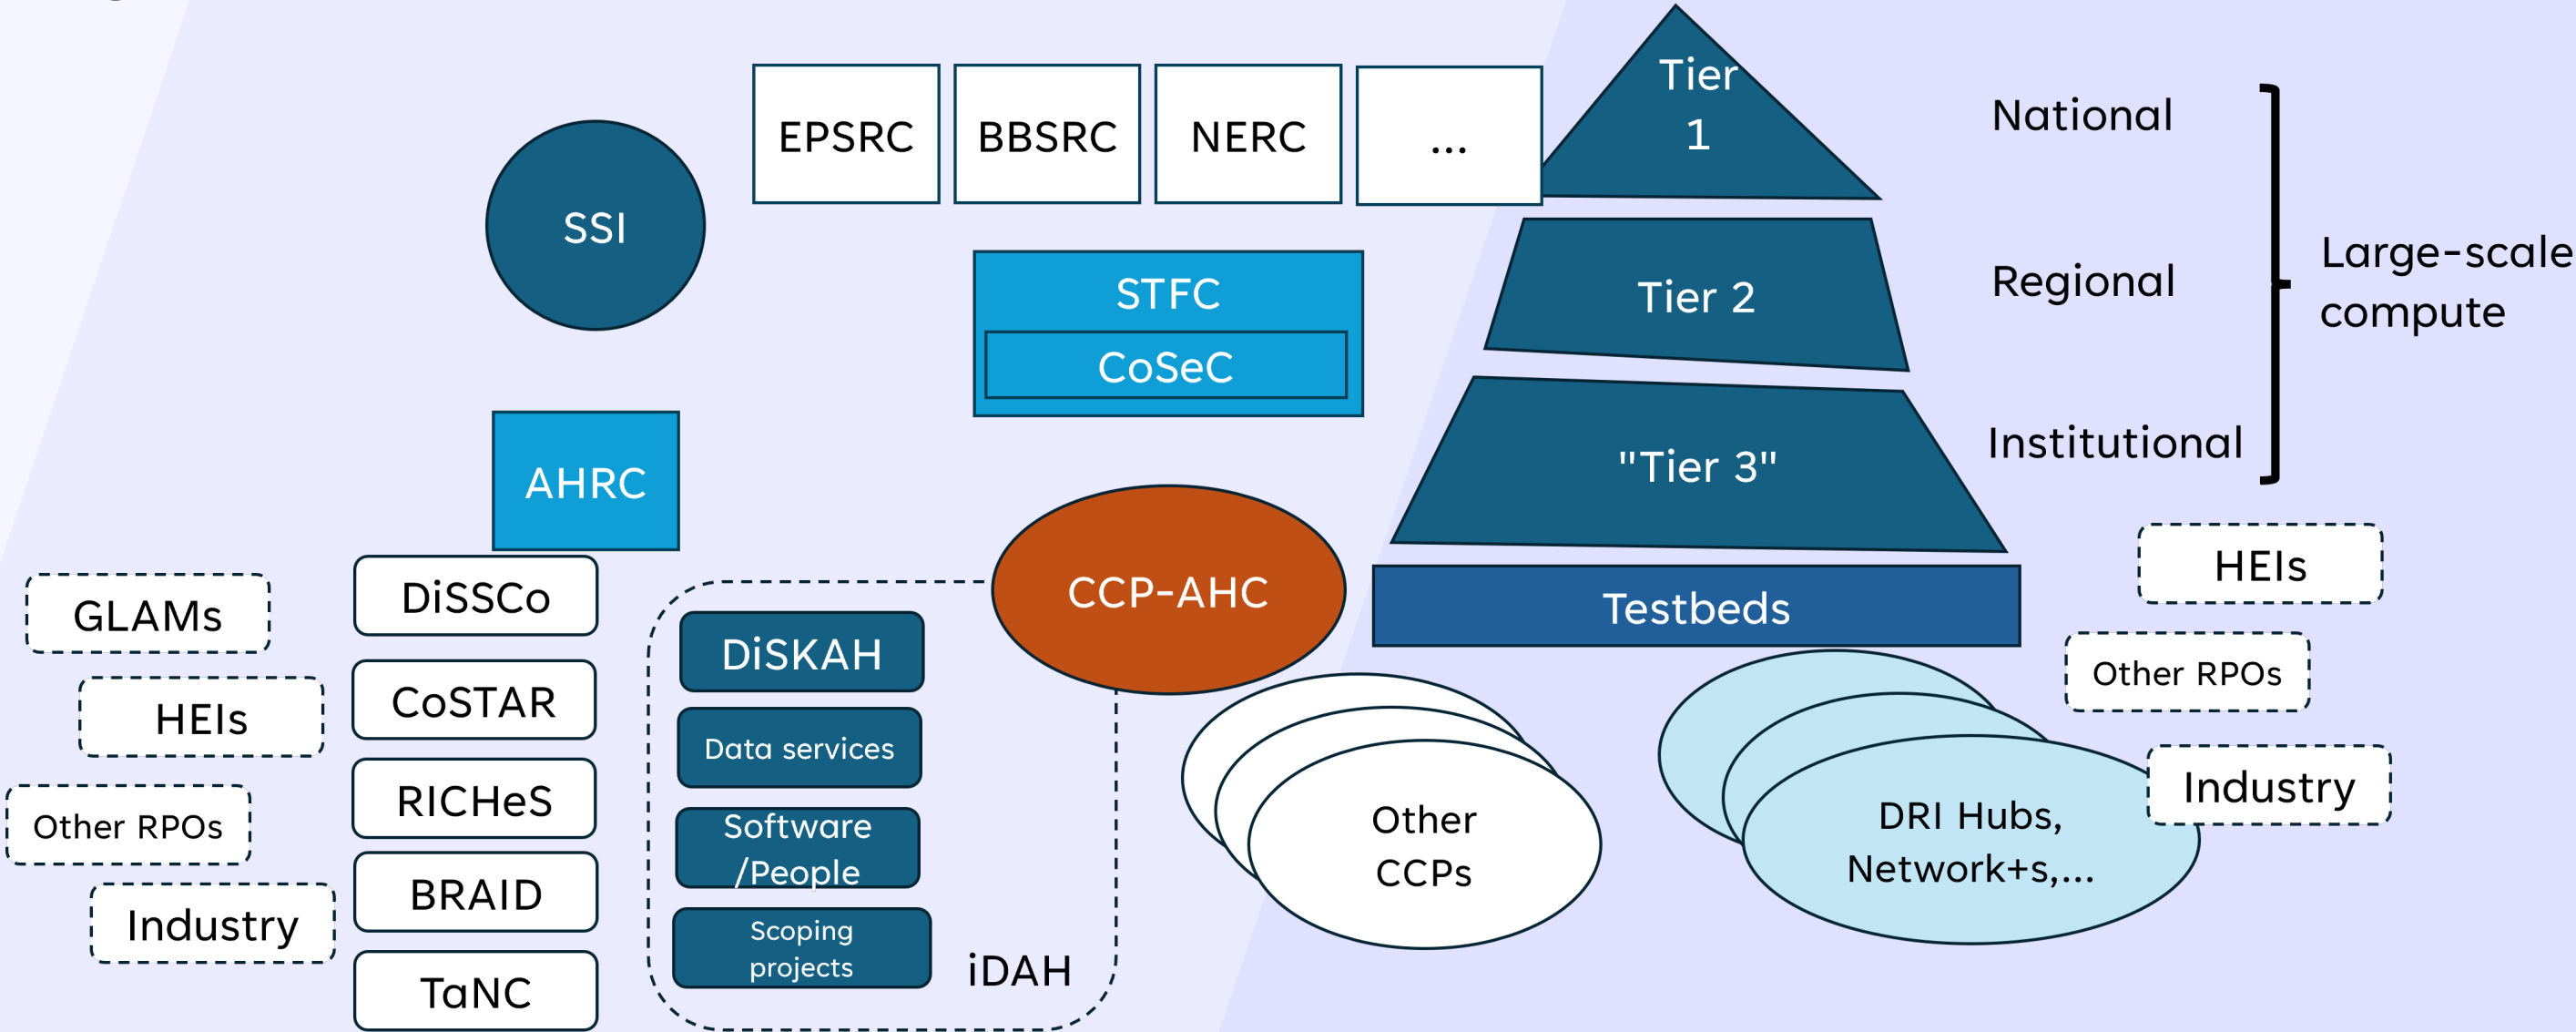 Tier
1
National
EPSRC
BBSRC
NERC
...
SSI
Large-scale
compute
Regional
STFC
Tier 2
CoSeC
Institutional
"Tier 3"
AHRC
HEIs
CCP-AHC
DiSSCo
Testbeds
GLAMs
DiSKAH
Other RPOs
CoSTAR
HEIs
Data services
Industry
RICHeS
Other RPOs
Software
/People
Other
CCPs
DRI Hubs,
Network+s,...
BRAID
Industry
Scoping
projects
iDAH
TaNC